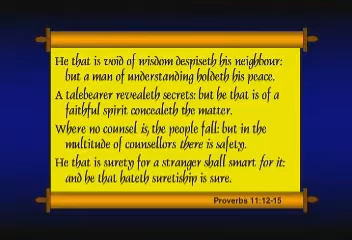 He that is void of wisdom despiseth his neighbour:
but a man of understanding holdeth his peace.
A talebearer revealeth secrets: but he that is of a
faithful spirit concealeth the matter.
Where no counsel is, the people fall: but in the
multitude of counsellors there is safety.
He that is surety for a stranger shall smart for it:
and he that hateth suretiship is sure.
Proverbs 11:12-15